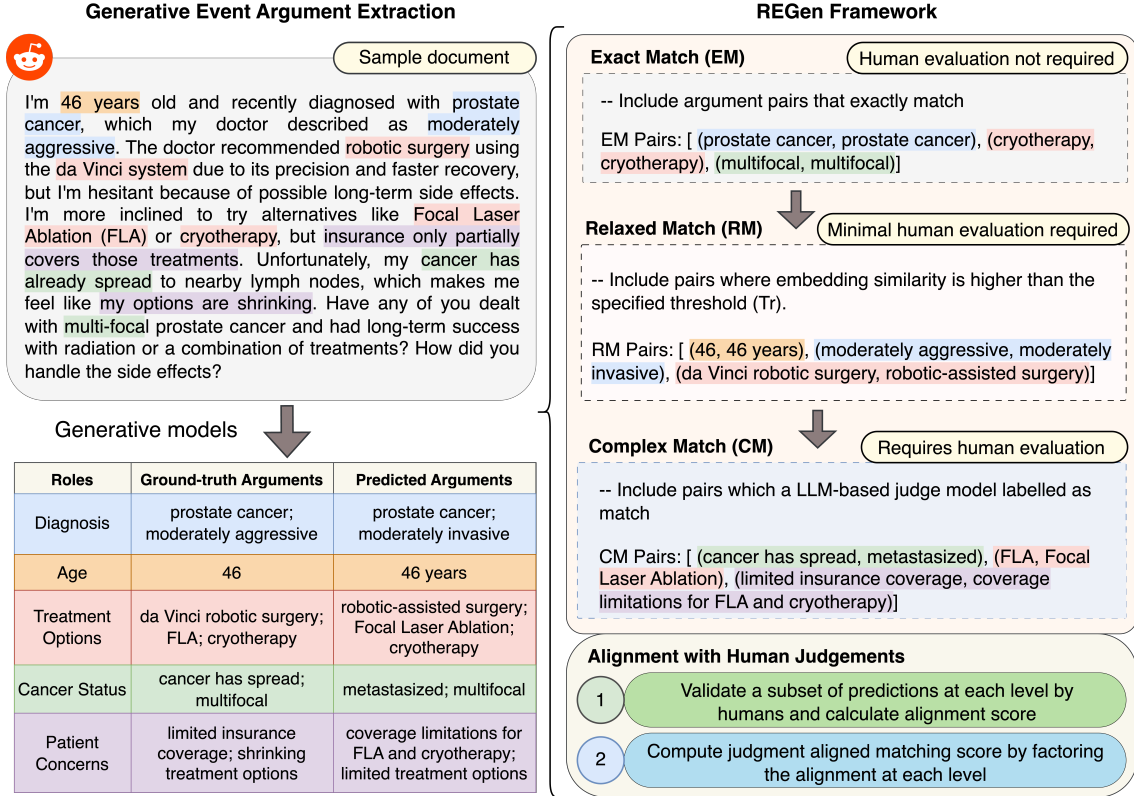 Generative Event Argument Extraction
Sample document
I'm 46 years old and recently diagnosed with prostate
cancer, which my doctor described as moderately
aggressive. The doctor recommended robotic surgery using
the da Vinci system due to its precision and faster recovery,
but I'm hesitant because of possible long-term side effects.
I'm more inclined to try alternatives like Focal Laser
Ablation (FLA) or cryotherapy, but insurance only partially
covers those treatments. Unfortunately, my cancer has
already spread to nearby lymph nodes, which makes me
feel like my options are shrinking. Have any of you dealt
with multi-focal prostate cancer and had long-term success
with radiation or a combination of treatments? How did you
handle the side effects?
Generative models
Roles
Ground-truth Arguments
Predicted Arguments
Diagnosis
prostate cancer;
moderately aggressive
prostate cancer;
moderately invasive
Age
46
46 years
Treatment
Options
da Vinci robotic surgery;
FLA; cryotherapy
robotic-assisted surgery;
Focal Laser Ablation;
cryotherapy
Cancer Status
cancer has spread;
multifocal
metastasized; multifocal
Patient
Concerns
limited insurance
coverage; shrinking
treatment options
coverage limitations for
FLA and cryotherapy;
limited treatment options
REGen Framework
Exact Match (EM)
Human evaluation not required
-- Include argument pairs that exactly match
EM Pairs: [ (prostate cancer, prostate cancer), (cryotherapy,
cryotherapy), (multifocal, multifocal)]
Relaxed Match (RM)
Minimal human evaluation required
-- Include pairs where embedding similarity is higher than the
specified threshold (Tr).
RM Pairs: [ (46, 46 years), (moderately aggressive, moderately
invasive), (da Vinci robotic surgery, robotic-assisted surgery)]
Complex Match (CM)
Requires human evaluation
-- Include pairs which a LLM-based judge model labelled as
match
CM Pairs: [ (cancer has spread, metastasized), (FLA, Focal
Laser Ablation), (limited insurance coverage, coverage
limitations for FLA and cryotherapy)]
Alignment with Human Judgements
1
Validate a subset of predictions at each level by
humans and calculate alignment score
2
Compute judgment aligned matching score by factoring
the alignment at each level